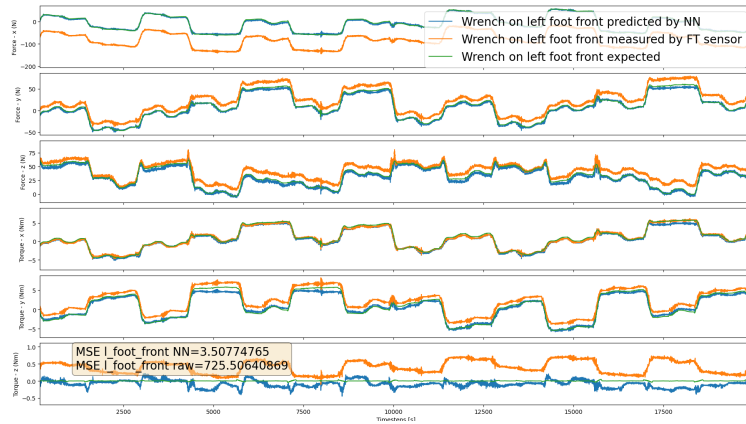 Force - x (N)
0
−100
−200
Wrench on left foot front predicted by NN
Wrench on left foot front measured by FT sensor
Wrench on left foot front expected
Force - y (N)
50
0
−50
Force - z (N)
75
50
25
0
Torque - x (Nm)
5
0
−5
Torque - y (Nm)
5
0
−5
Torque - z (Nm)
1.0
0.5
0.0
−0.5
MSE l_foot_front NN=3.50774765
MSE l_foot_front raw=725.50640869
2500 5000 7500 10000 12500 15000 17500
Timesteps [s]